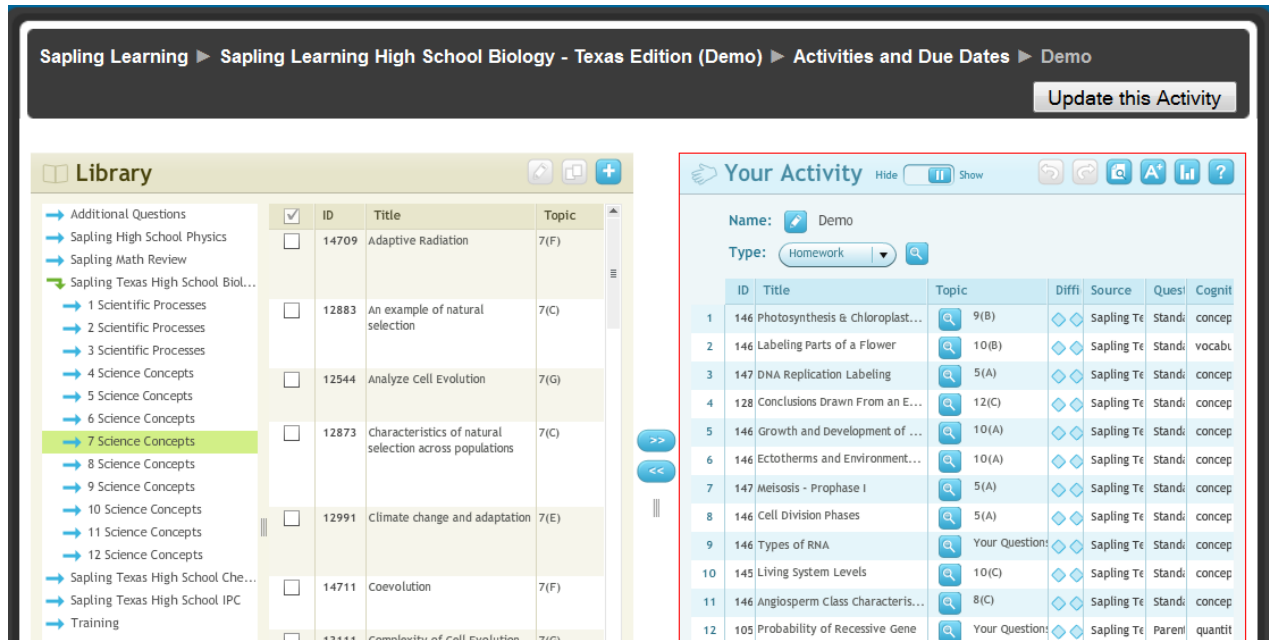 Sapling Learning ► Sapling Learning High School Biology - Texas Edition (Demo) ► Activities and Due Dates ► Demo
Update this Activity
Library
Additional Questions
Sapling High School Physics
Sapling Math Review
Sapling Texas High School Biol...
1 Scientific Processes
2 Scientific Processes
3 Scientific Processes
4 Science Concepts
5 Science Concepts
6 Science Concepts
7 Science Concepts
8 Science Concepts
9 Science Concepts
10 Science Concepts
11 Science Concepts
12 Science Concepts
Sapling Texas High School Che...
Sapling Texas High School IPC
Training
ID Title Topic
14709 Adaptive Radiation 7(F)
12883 An example of natural 7(C)
selection
12544 Analyze Cell Evolution 7(G)
12873 Characteristics of natural 7(C)
selection across populations
12991 Climate change and adaptation 7(E)
14711 Coevolution 7(F)
13111 Complexity of Cell Evolution 7(G)
>>
<<
Your Activity Hide Show
A+
?
Name: Demo
Type: Homework
ID Title Topic Diffi Source Quest Cognit
1 146 Photosynthesis & Chloroplast... 9(B) Sapling Te Standa concep
2 146 Labeling Parts of a Flower 10(B) Sapling Te Standa vocabu
3 147 DNA Replication Labeling 5(A) Sapling Te Standa concep
4 128 Conclusions Drawn From an E... 12(C) Sapling Te Standa concep
5 146 Growth and Development of ... 10(A) Sapling Te Standa concep
6 146 Ectotherms and Environment... 10(A) Sapling Te Standa concep
7 147 Meisosis - Prophase I 5(A) Sapling Te Standa concep
8 146 Cell Division Phases 5(A) Sapling Te Standa concep
9 146 Types of RNA Your Questions Sapling Te Standa concep
10 145 Living System Levels 10(C) Sapling Te Standa concep
11 146 Angiosperm Class Characteris... 8(C) Sapling Te Standa concep
12 105 Probability of Recessive Gene Your Questions Sapling Te Parent quantit